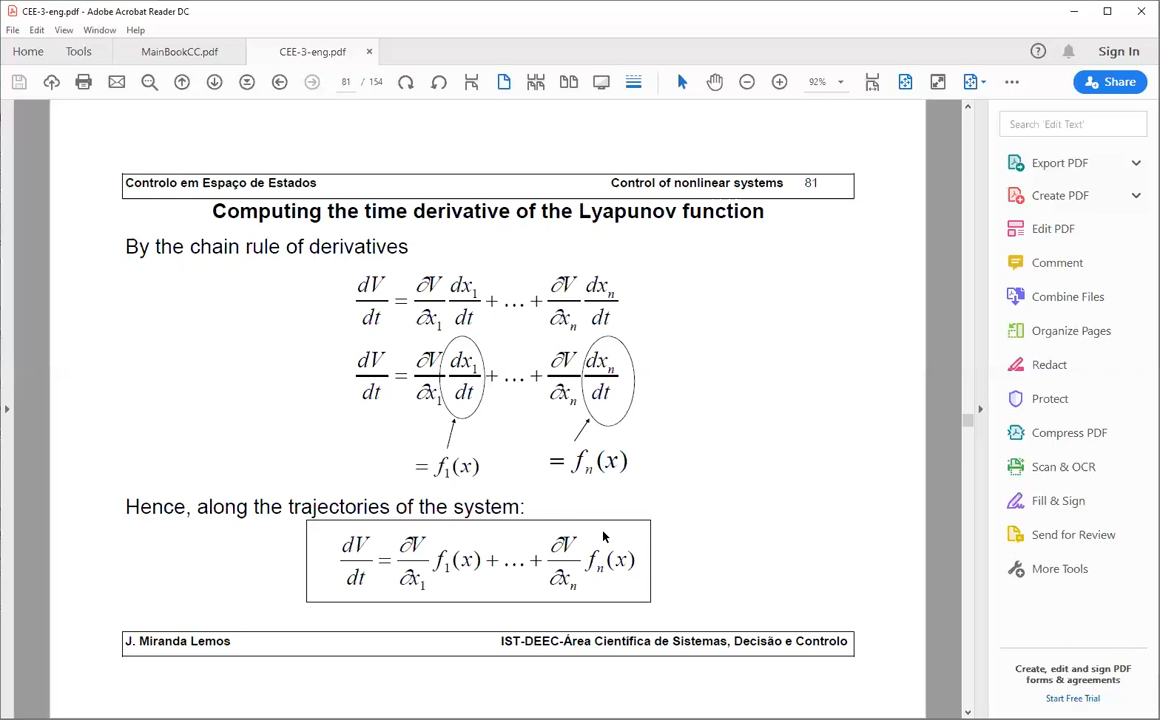 CEE-3-eng.pdf - Adobe Acrobat Reader DC
File Edit View Window Help
Home Tools MainBookCC.pdf CEE-3-eng.pdf × Sign In
81 / 154 92% Share
Search 'Edit Text'
Export PDF
Create PDF
Edit PDF
Comment
Combine Files
Organize Pages
Redact
Protect
Compress PDF
Scan & OCR
Fill & Sign
Send for Review
More Tools
Create, edit and sign PDF
forms & agreements
Start Free Trial
Controlo em Espaço de Estados Control of nonlinear systems 81
Computing the time derivative of the Lyapunov function
By the chain rule of derivatives
dV/dt = ∂V/∂x₁ dx₁/dt + … + ∂V/∂xₙ dxₙ/dt
dV/dt = ∂V/∂x₁ dx₁/dt + … + ∂V/∂xₙ dxₙ/dt
= f₁(x) = fₙ(x)
Hence, along the trajectories of the system:
dV/dt = ∂V/∂x₁ f₁(x) + … + ∂V/∂xₙ fₙ(x)
J. Miranda Lemos IST-DEEC-Área Científica de Sistemas, Decisão e Controlo